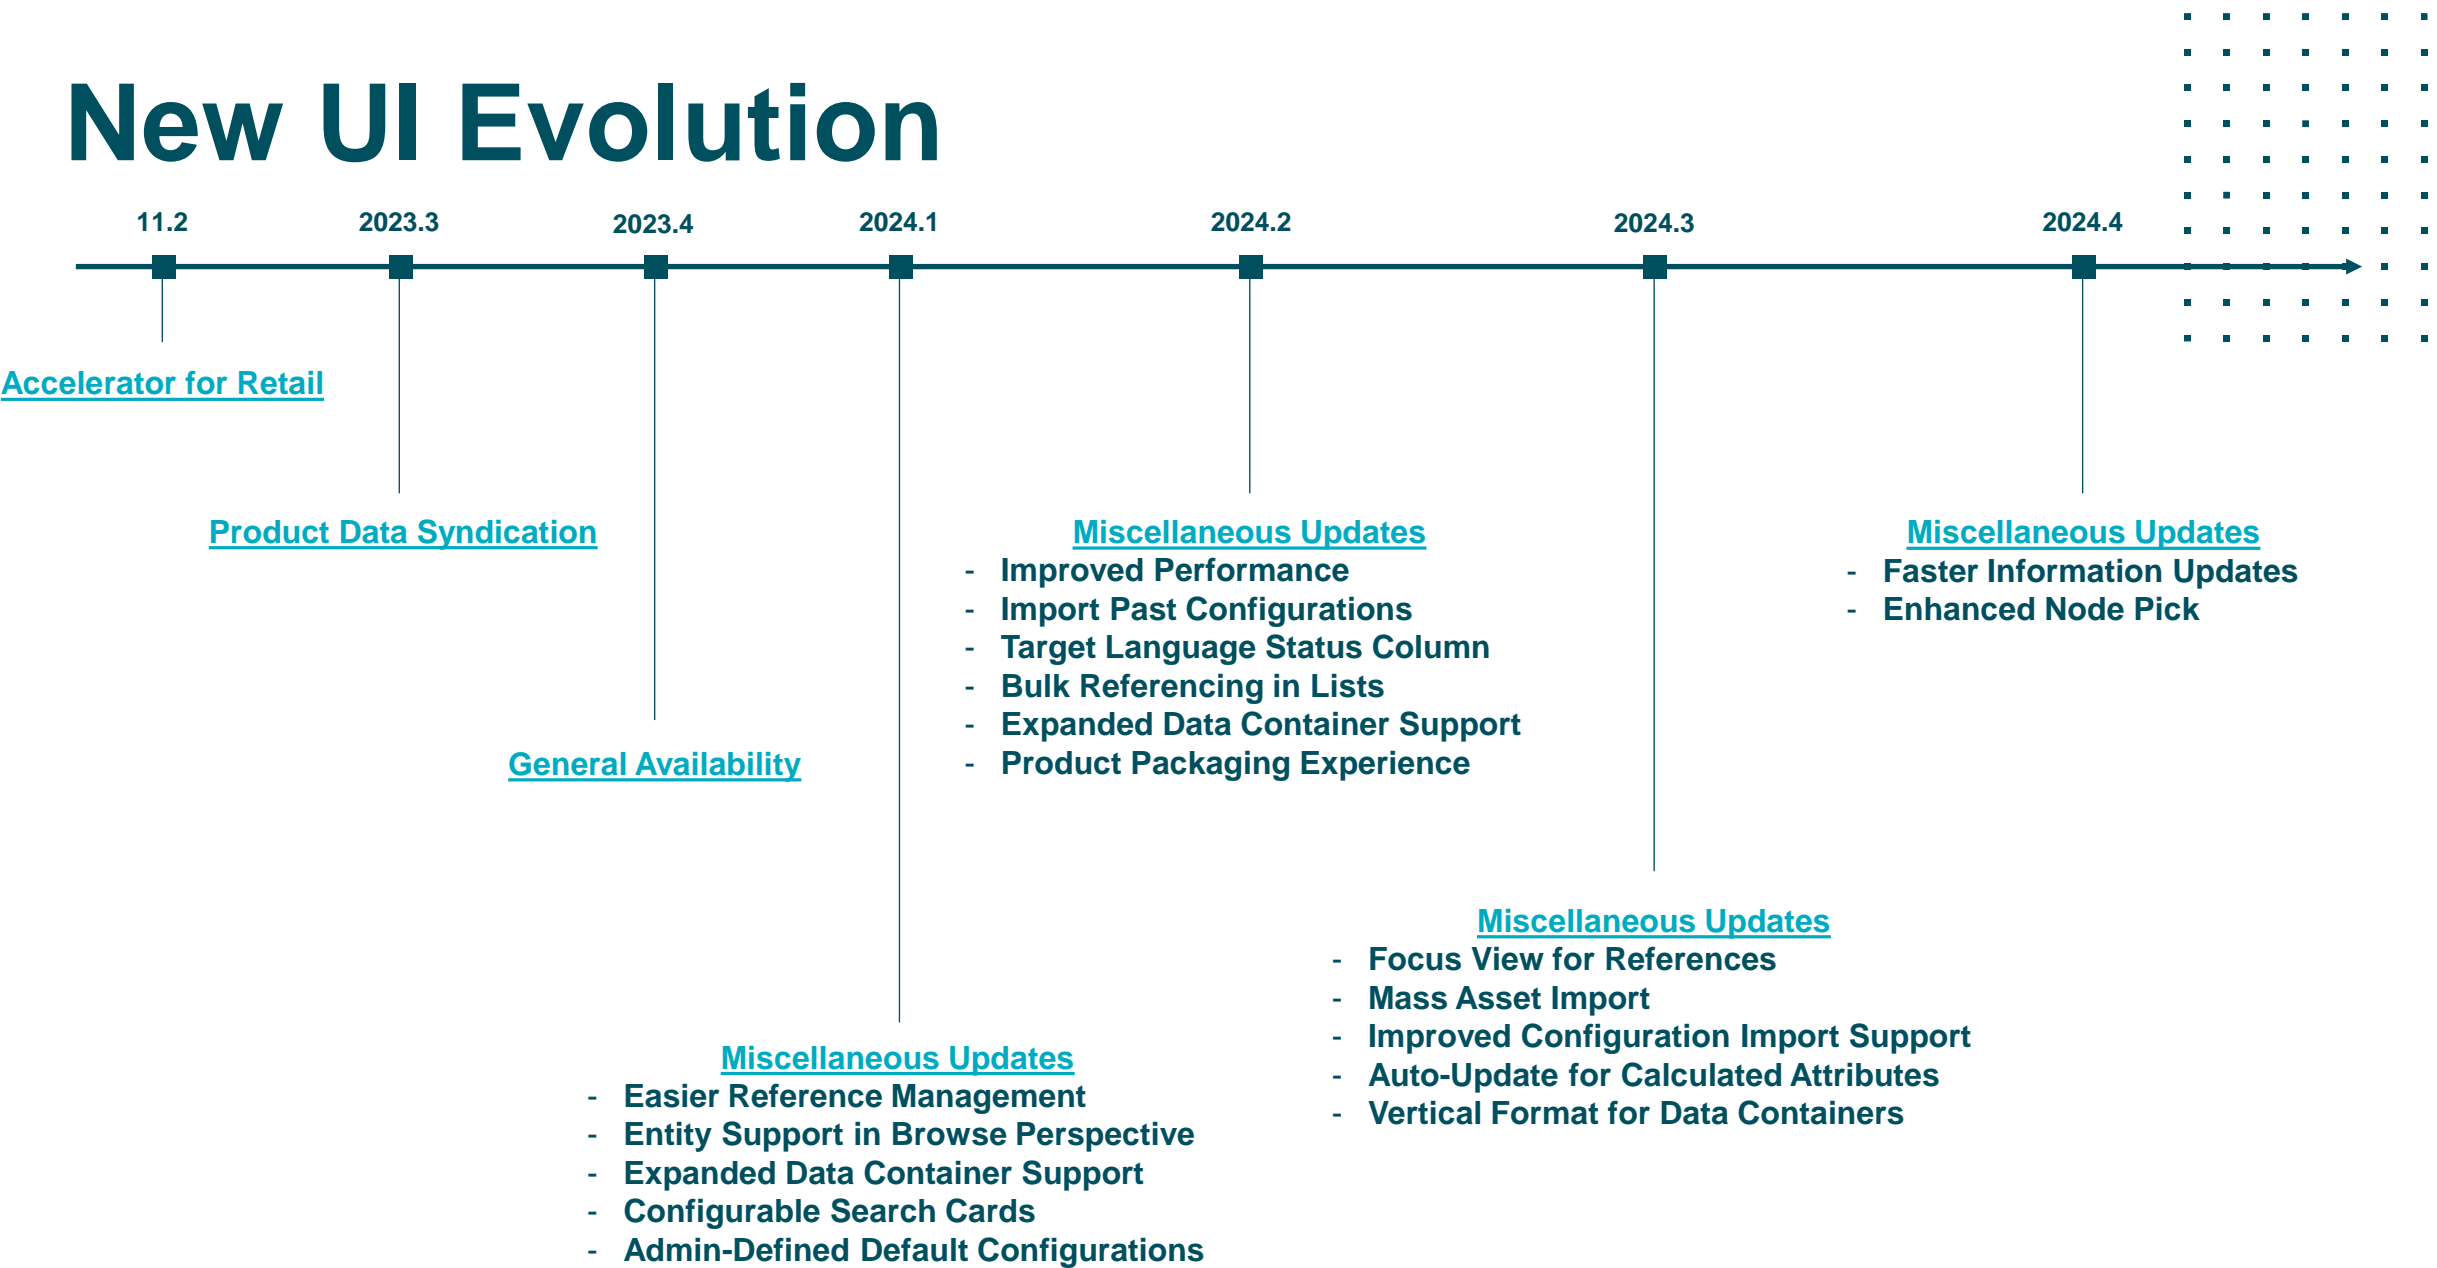 New UI Evolution
11.2
2023.3
2023.4
2024.1
2024.2
2024.3
2024.4
Accelerator for Retail
Product Data Syndication
General Availability
Miscellaneous Updates
- Easier Reference Management
- Entity Support in Browse Perspective
- Expanded Data Container Support
- Configurable Search Cards
- Admin-Defined Default Configurations
Miscellaneous Updates
- Improved Performance
- Import Past Configurations
- Target Language Status Column
- Bulk Referencing in Lists
- Expanded Data Container Support
- Product Packaging Experience
Miscellaneous Updates
- Focus View for References
- Mass Asset Import
- Improved Configuration Import Support
- Auto-Update for Calculated Attributes
- Vertical Format for Data Containers
Miscellaneous Updates
- Faster Information Updates
- Enhanced Node Pick